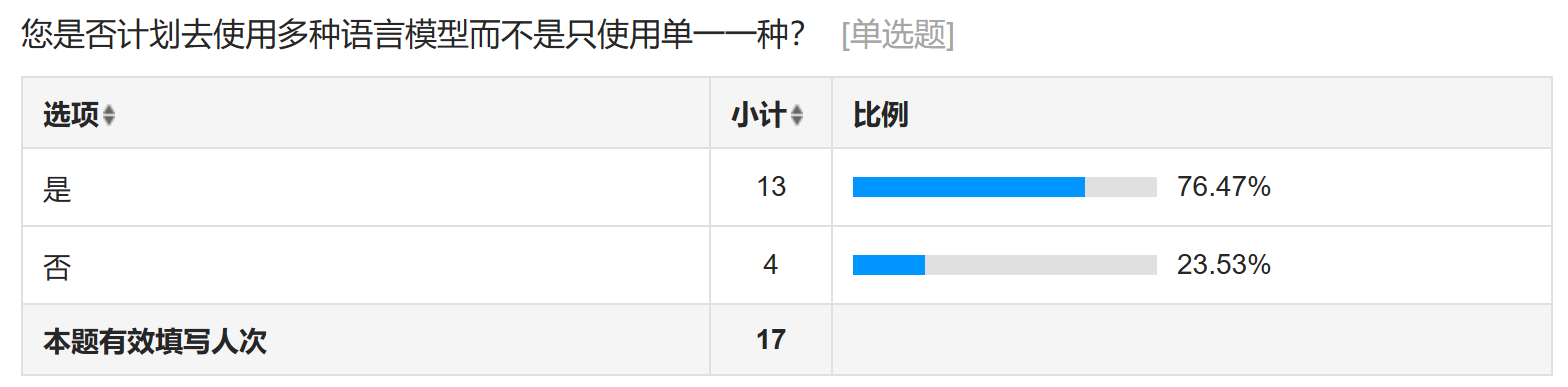 您是否计划去使用多种语言模型而不是只使用单一一种? [单选题]
选项 小计 比例
是 13 76.47%
否 4 23.53%
本题有效填写人次 17